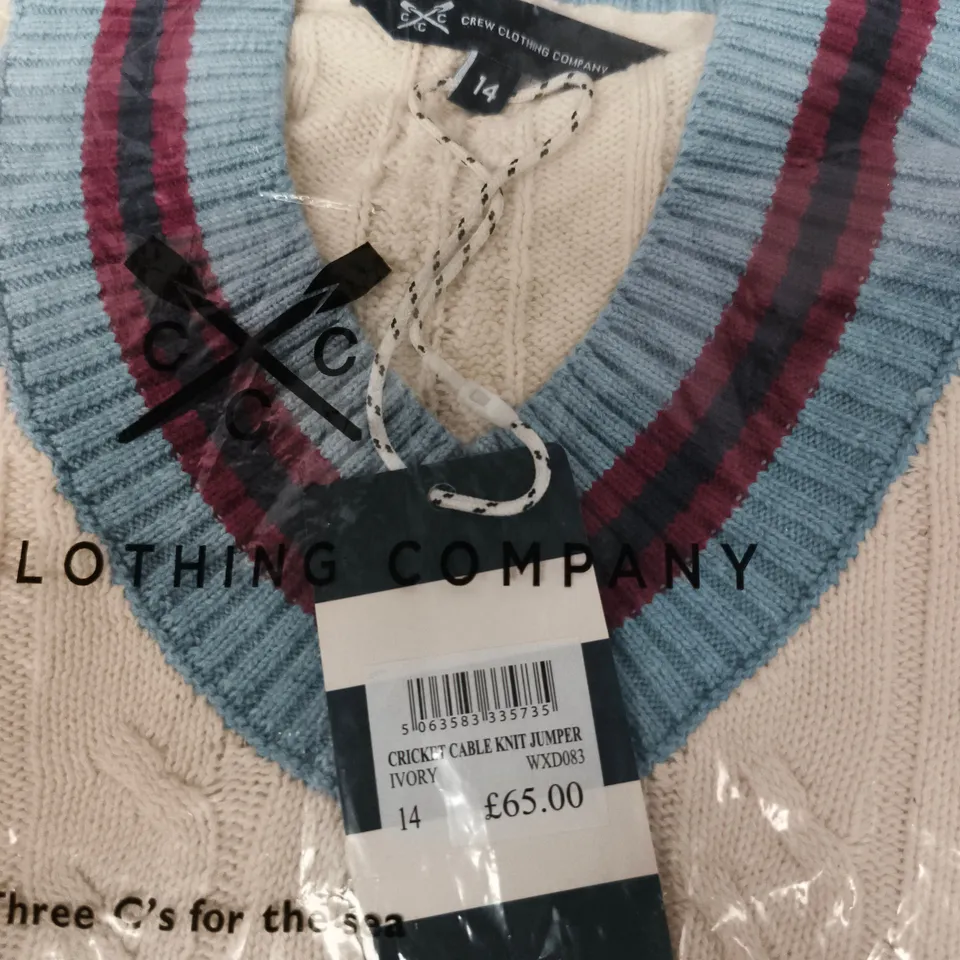 C C
C
CREW CLOTHING COMPANY
14
C C
C
LOTHING COMPANY
5 063583 335735
CRICKET CABLE KNIT JUMPER
IVORY WXD083
14 £65.00
Three C's for the sea